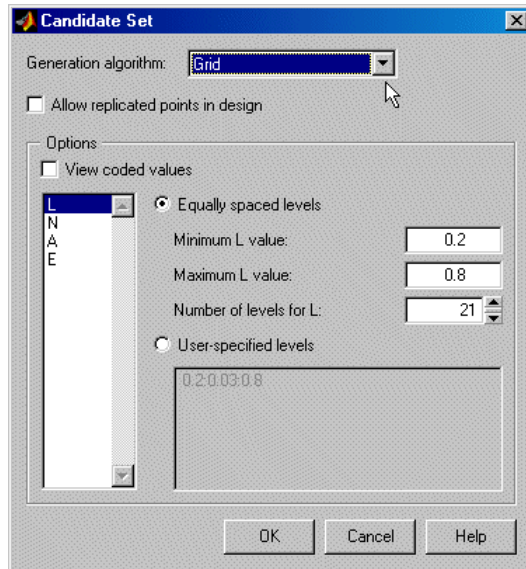 Candidate Set
Generation algorithm: Grid
Allow replicated points in design
Options
View coded values
L
N
A
E
Equally spaced levels
Minimum L value: 0.2
Maximum L value: 0.8
Number of levels for L: 21
User-specified levels
0.2:0.03:0.8
OK Cancel Help